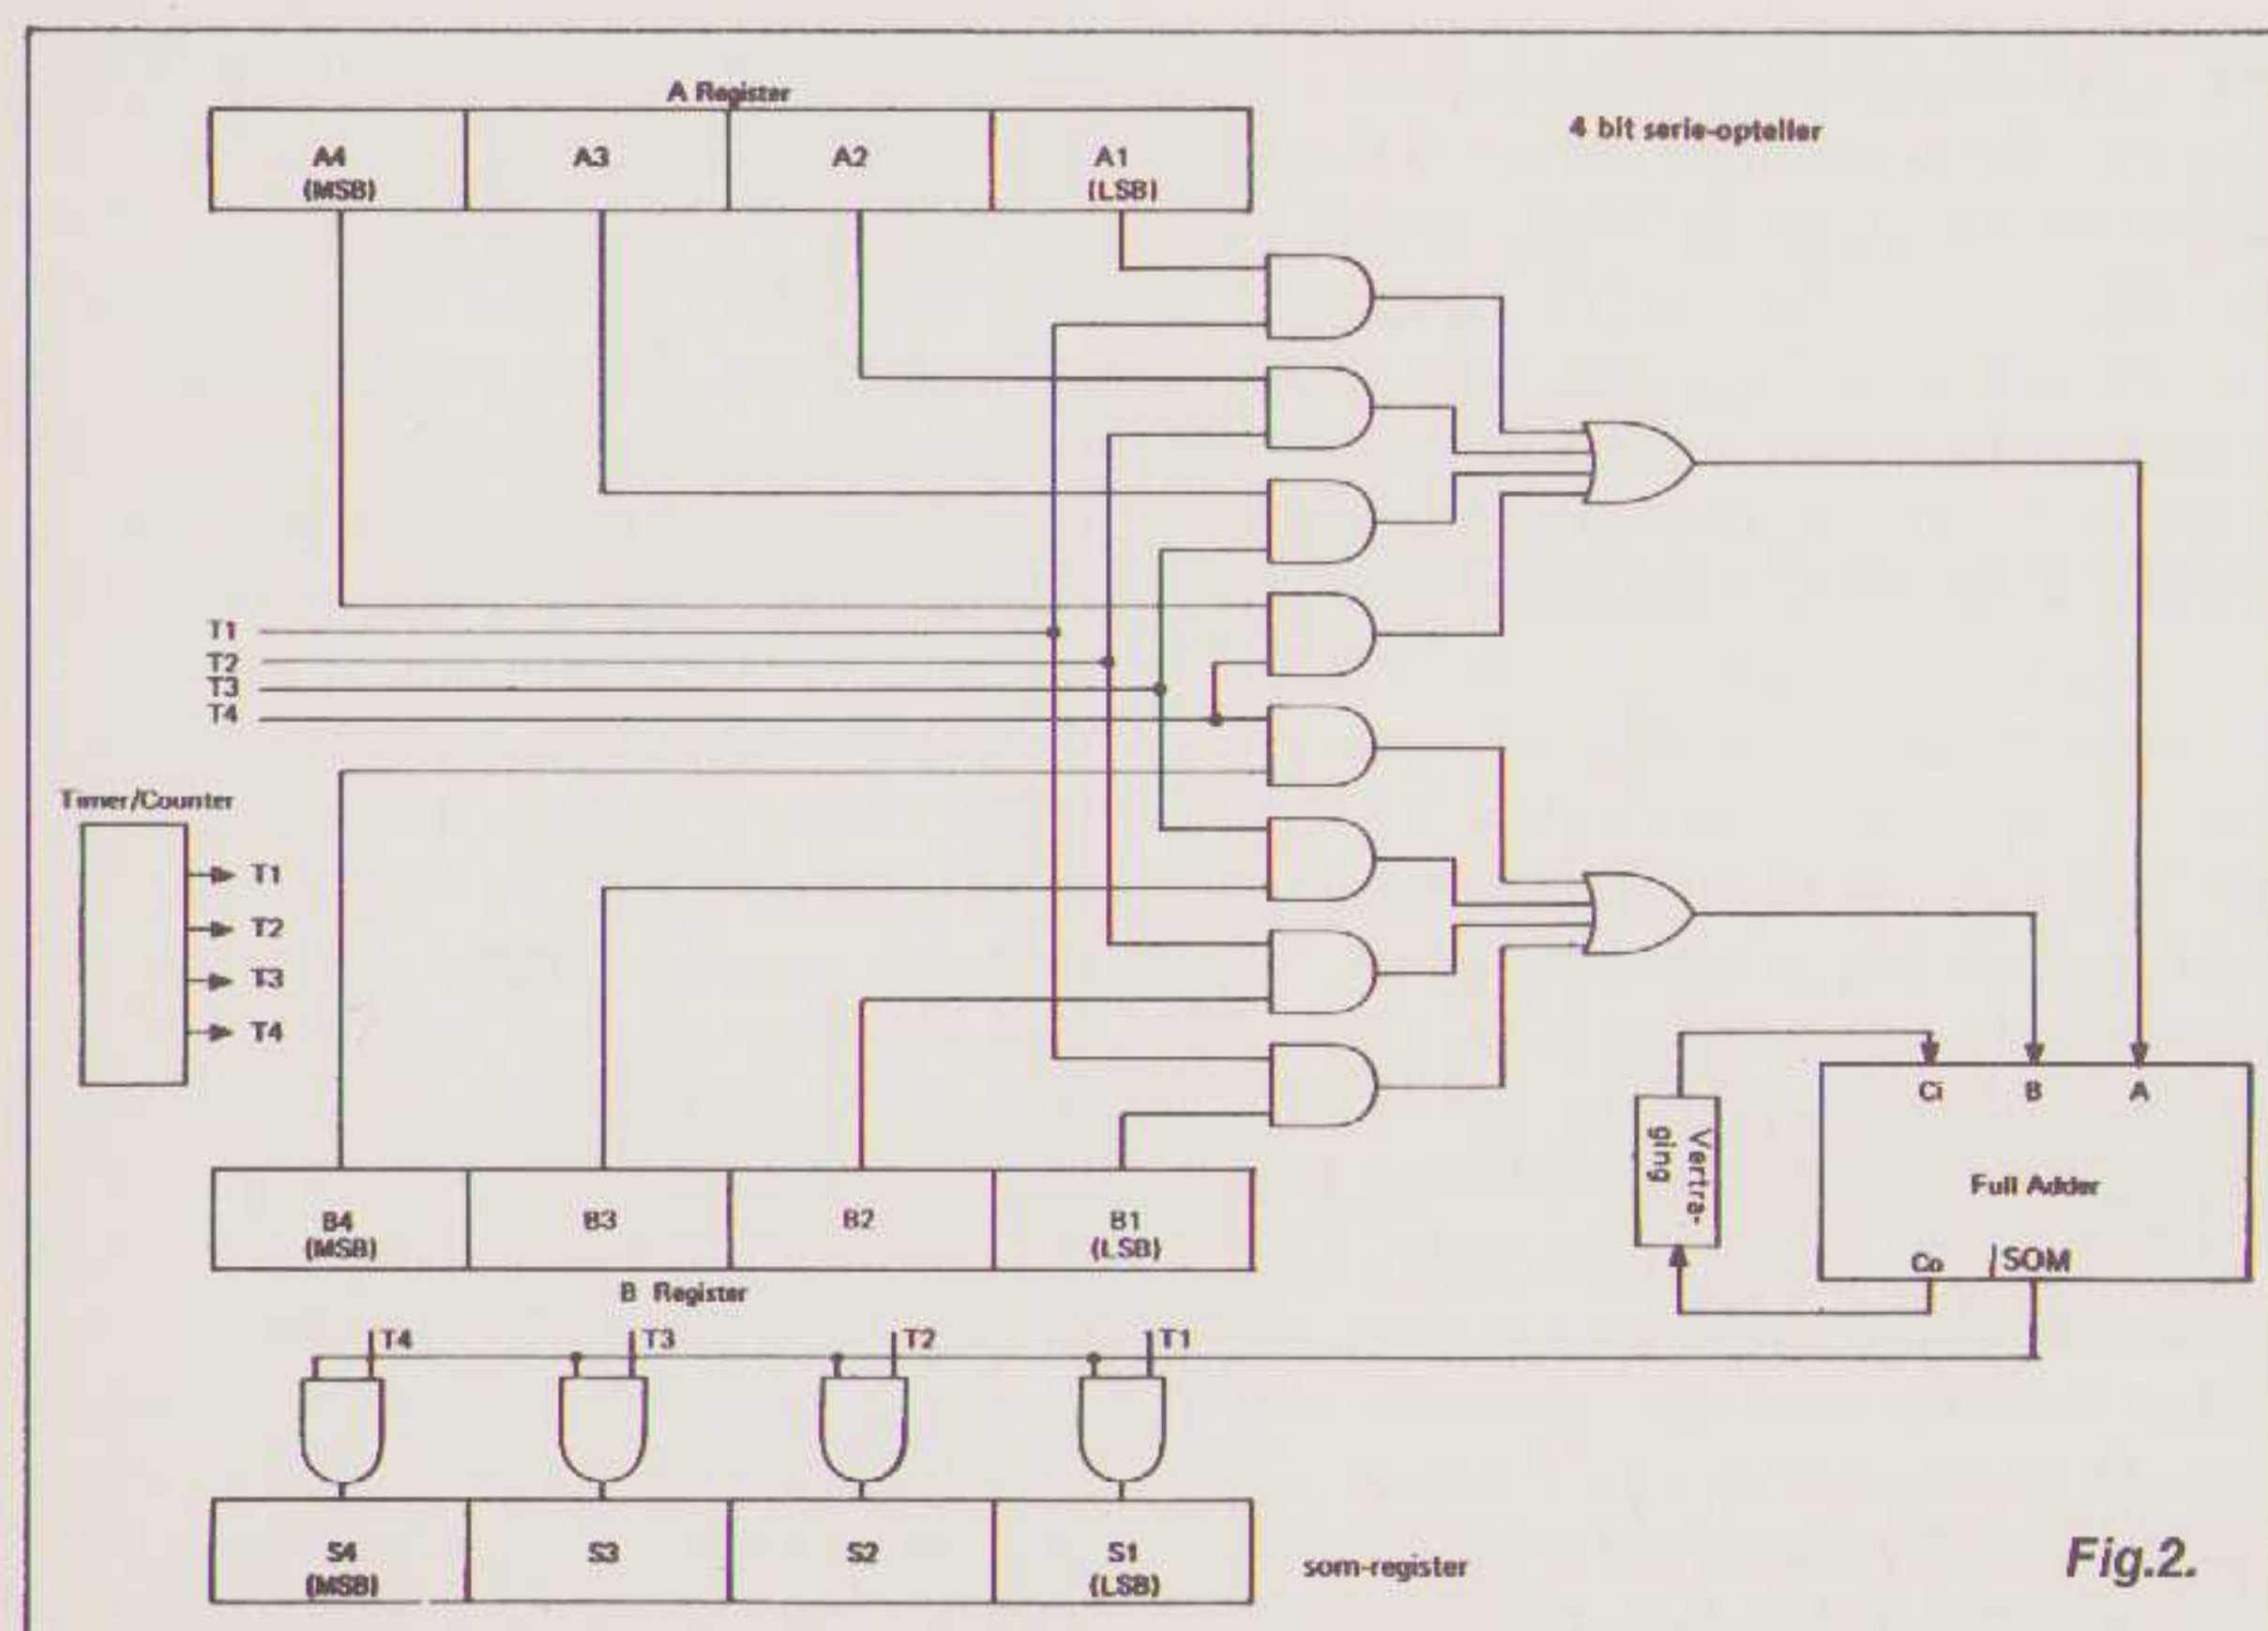 A Register
4 bit serie-opteller
A4
(MSB)
A3
A2
A1
(LSB)
T1
T2
T3
T4
Timer/Counter
T1
T2
T3
T4
Ci
B
A
Vertra-
ging
Full Adder
Co
SOM
B4
(MSB)
B3
B2
B1
(LSB)
B Register
T4
T3
T2
T1
S4
(MSB)
S3
S2
S1
(LSB)
som-register
Fig.2.